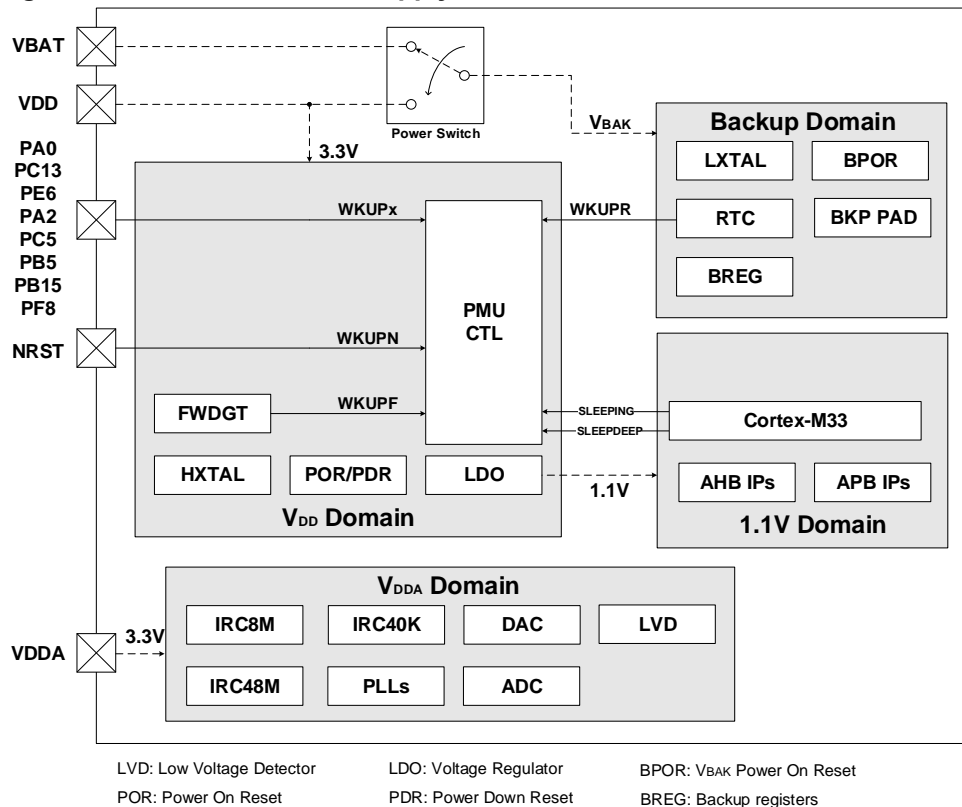 VBAT
VDD
Power Switch
VBAK
3.3V
Backup Domain
LXTAL
BPOR
RTC
BKP PAD
BREG
PA0
PC13
PE6
PA2
PC5
PB5
PB15
PF8
WKUPx
WKUPR
PMU
CTL
NRST
WKUPN
FWDGT
WKUPF
SLEEPING
SLEEPDEEP
Cortex-M33
HXTAL
POR/PDR
LDO
1.1V
AHB IPs
APB IPs
VDD Domain
1.1V Domain
VDDA Domain
VDDA
3.3V
IRC8M
IRC40K
DAC
LVD
IRC48M
PLLs
ADC
LVD: Low Voltage Detector
LDO: Voltage Regulator
BPOR: VBAK Power On Reset
POR: Power On Reset
PDR: Power Down Reset
BREG: Backup registers